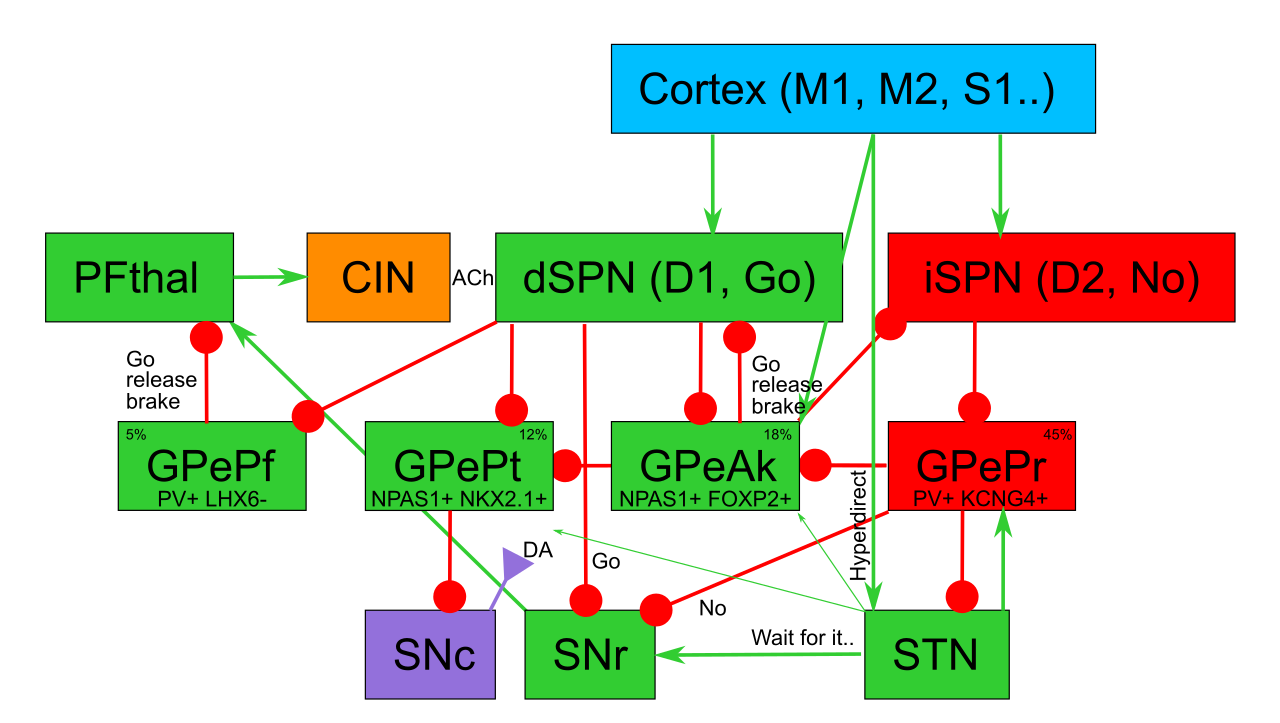 Cortex (M1, M2, S1..)
PFthal
CIN
ACh
dSPN (D1, Go)
iSPN (D2, No)
Go
release
brake
Go
release
brake
5%
GPePf
PV+ LHX6-
12%
GPePt
NPAS1+ NKX2.1+
18%
GPeAk
NPAS1+ FOXP2+
45%
GPePr
PV+ KCNG4+
Hyperdirect
DA
Go
No
Wait for it..
SNc
SNr
STN